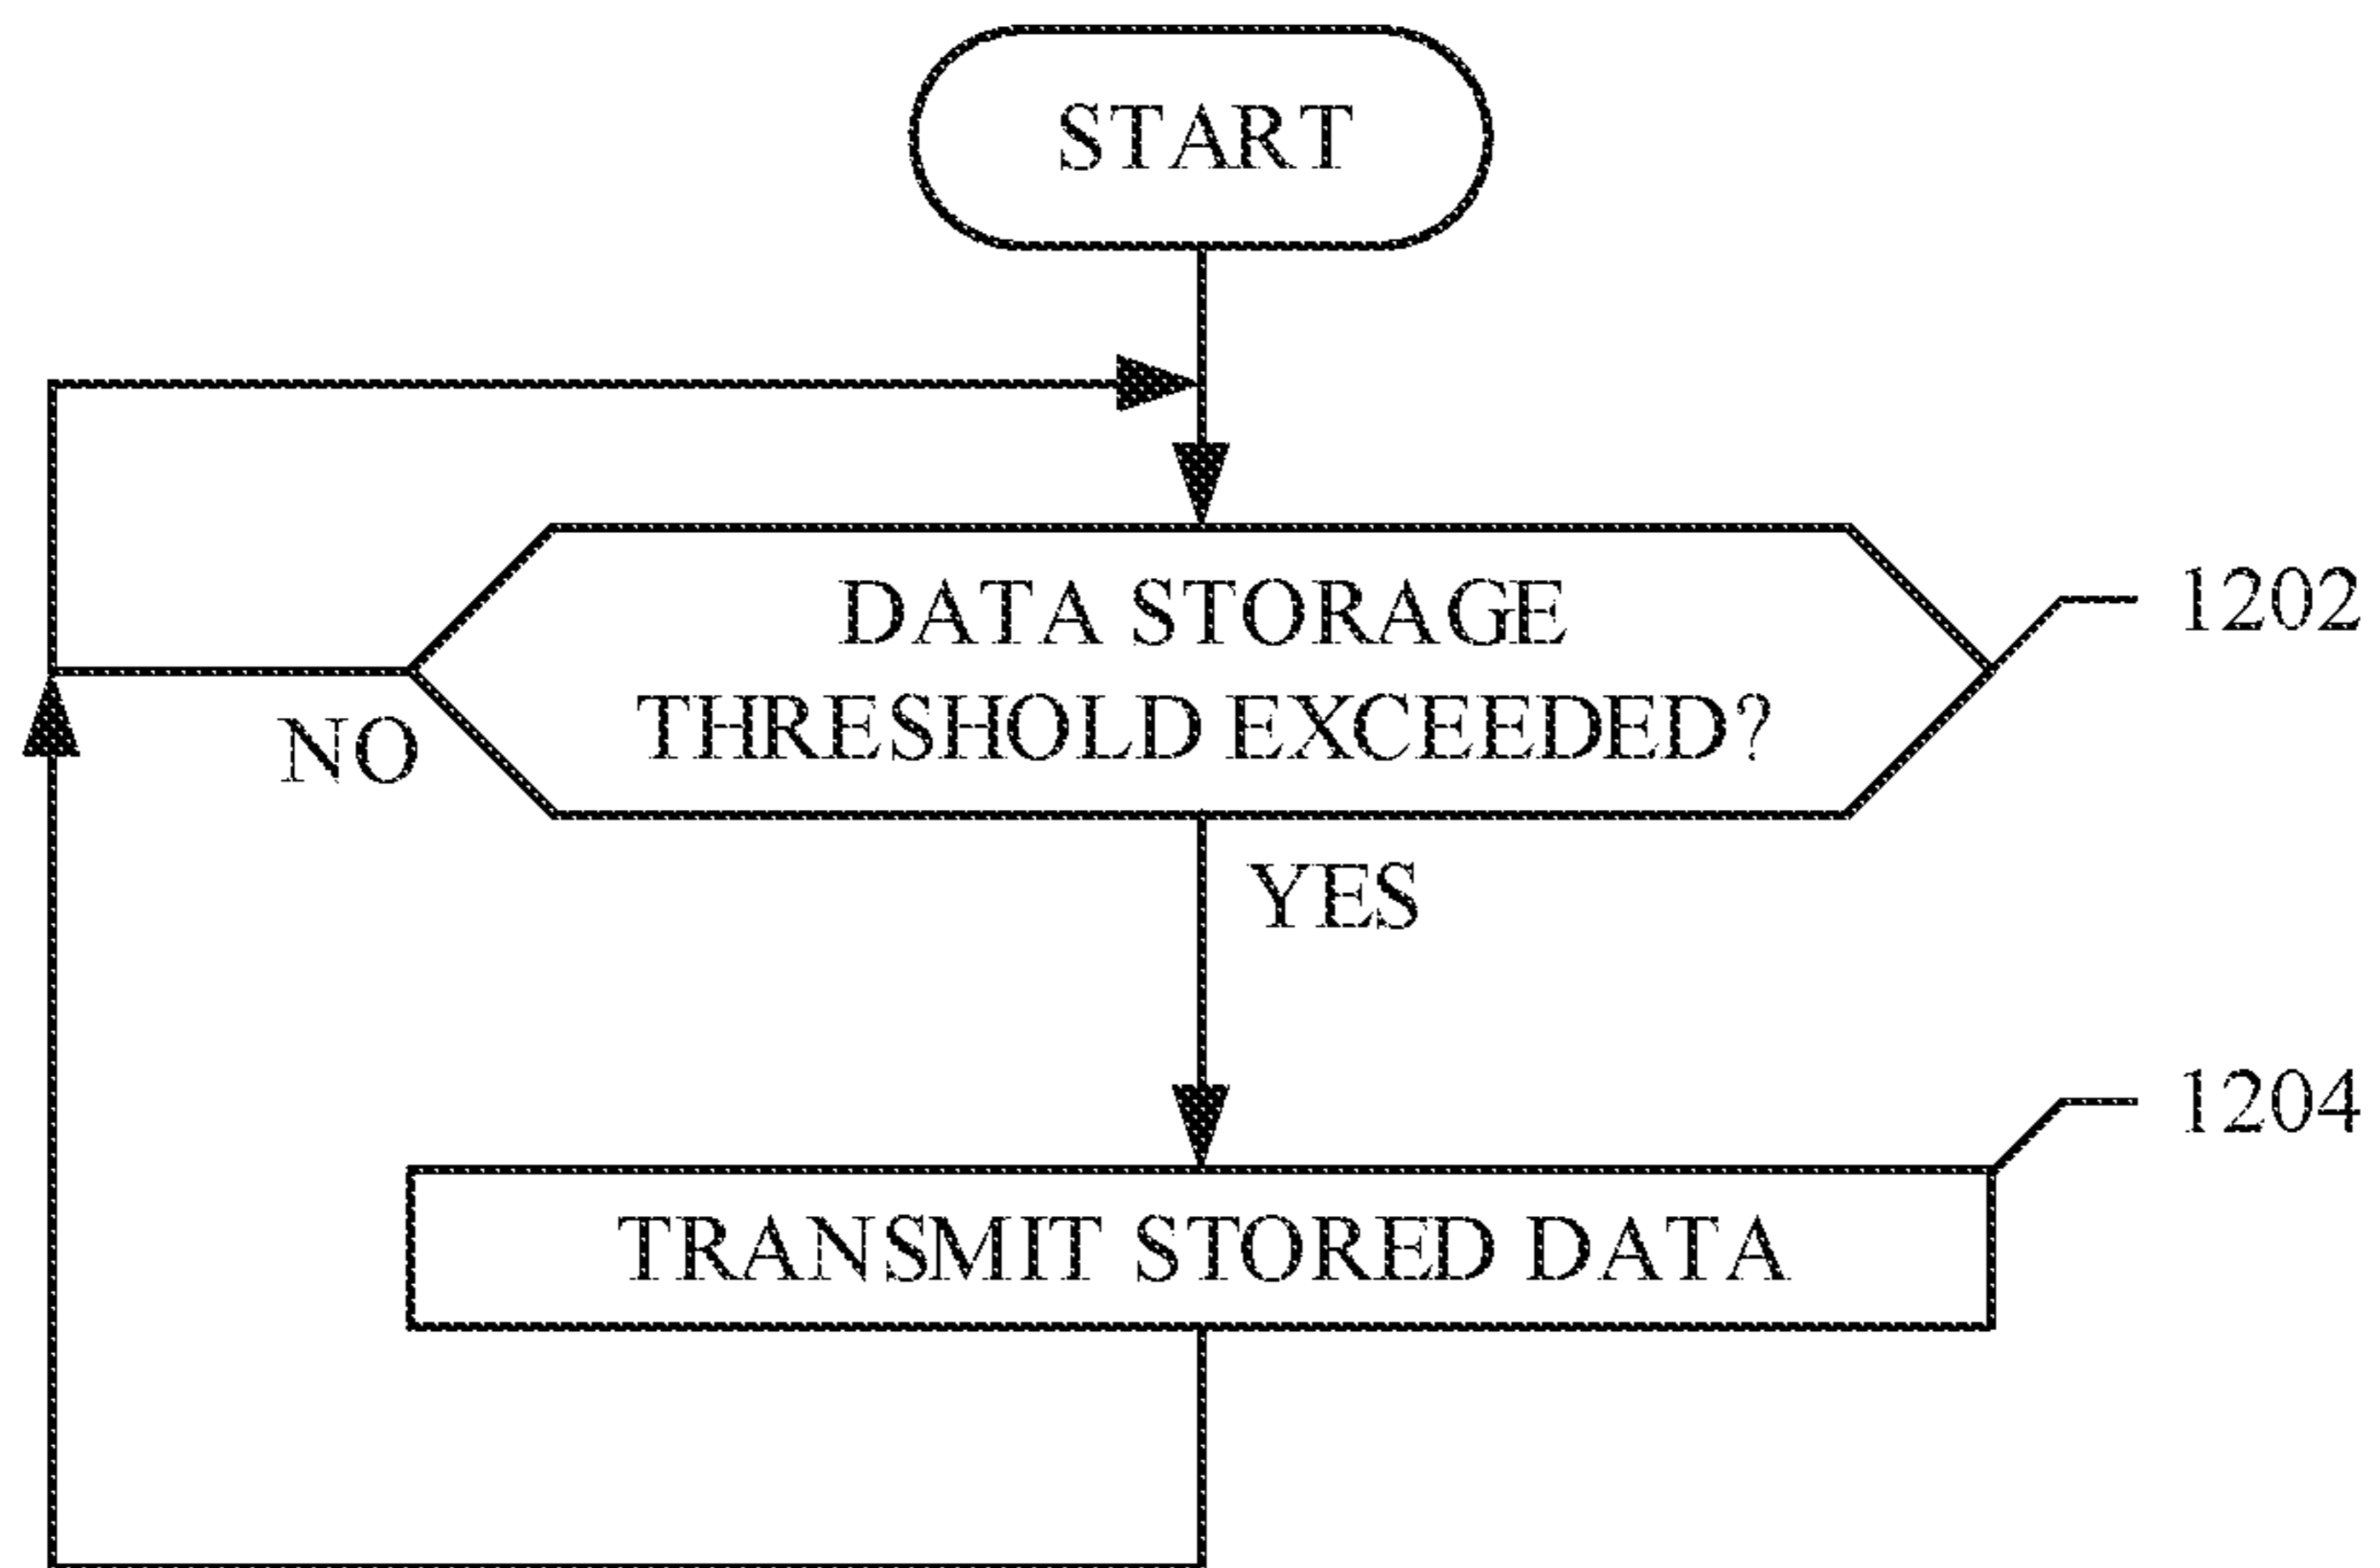 START
DATA STORAGE
1202
THRESHOLD EXCEEDED?
NO
YES
1204
TRANSMIT STORED DATA